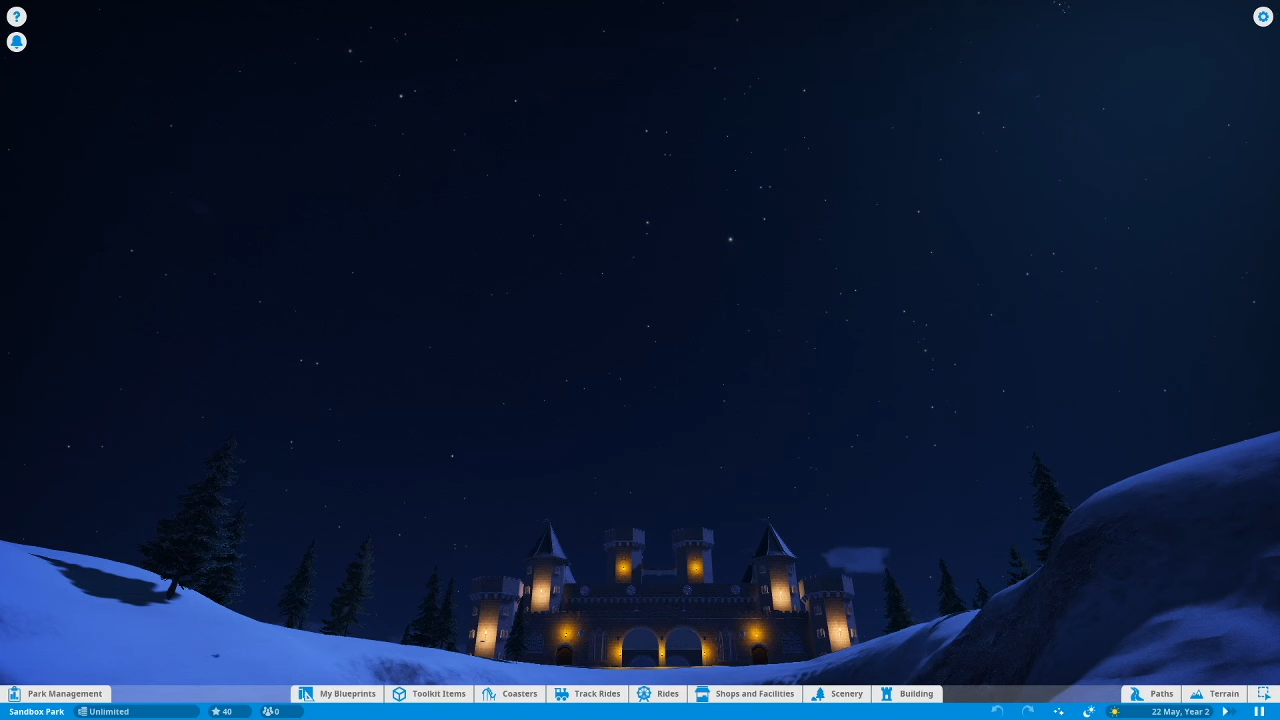 ?
Park Management
My Blueprints
Toolkit Items
Coasters
Track Rides
Rides
Shops and Facilities
Scenery
Building
Paths
Terrain
Sandbox Park
Unlimited
40
0
22 May, Year 2